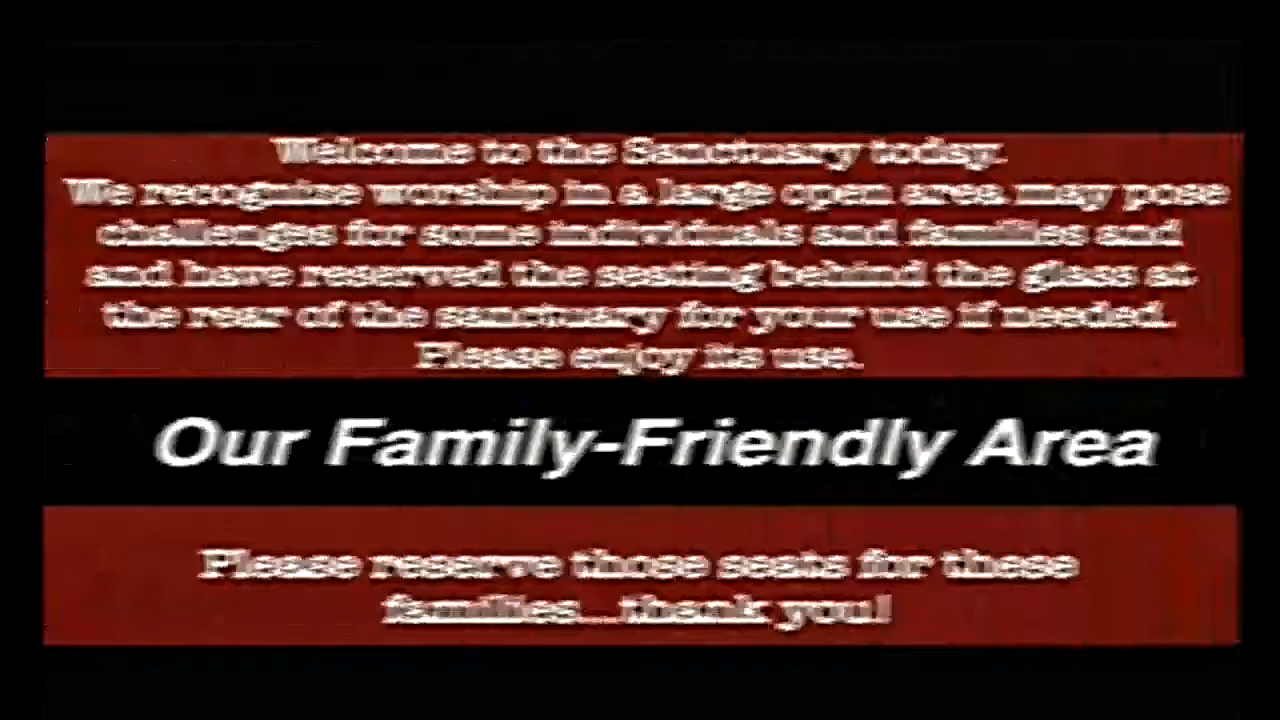 Welcome to the Sanctuary today.
We recognize worship in a large open area may pose
challenges for some individuals and families and
and have reserved the seating behind the glass at
the rear of the sanctuary for your use if needed.
Please enjoy its use.
Our Family-Friendly Area
Please reserve those seats for these
families...thank you!